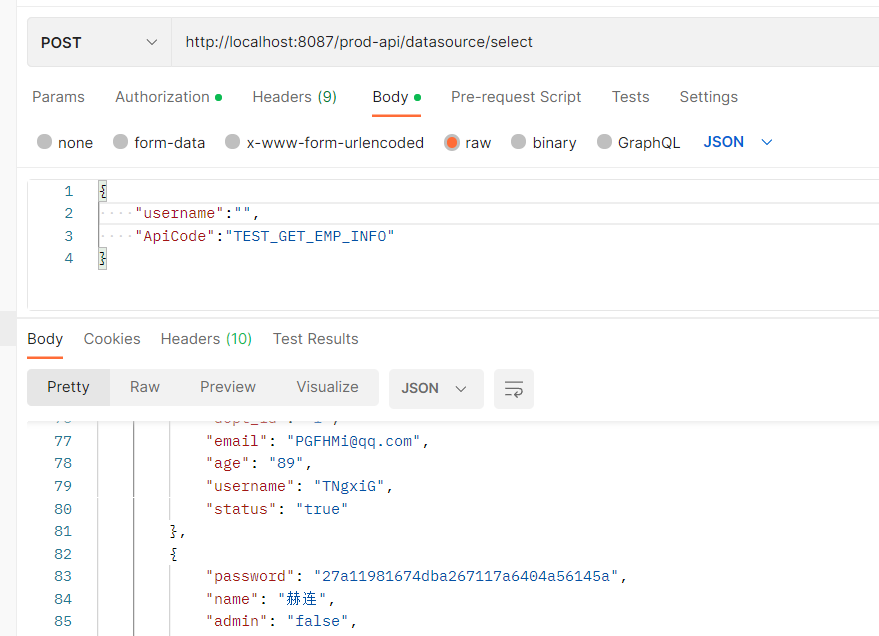 POST http://localhost:8087/prod-api/datasource/select
Params Authorization Headers (9) Body Pre-request Script Tests Settings
none form-data x-www-form-urlencoded raw binary GraphQL JSON
1 {
2 "username":"",
3 "ApiCode":"TEST_GET_EMP_INFO"
4 }
Body Cookies Headers (10) Test Results
Pretty Raw Preview Visualize JSON
77 "email": "PGFHMi@qq.com",
78 "age": "89",
79 "username": "TNgxiG",
80 "status": "true"
81 },
82 {
83 "password": "27a11981674dba267117a6404a56145a",
84 "name": "赫连",
85 "admin": "false",